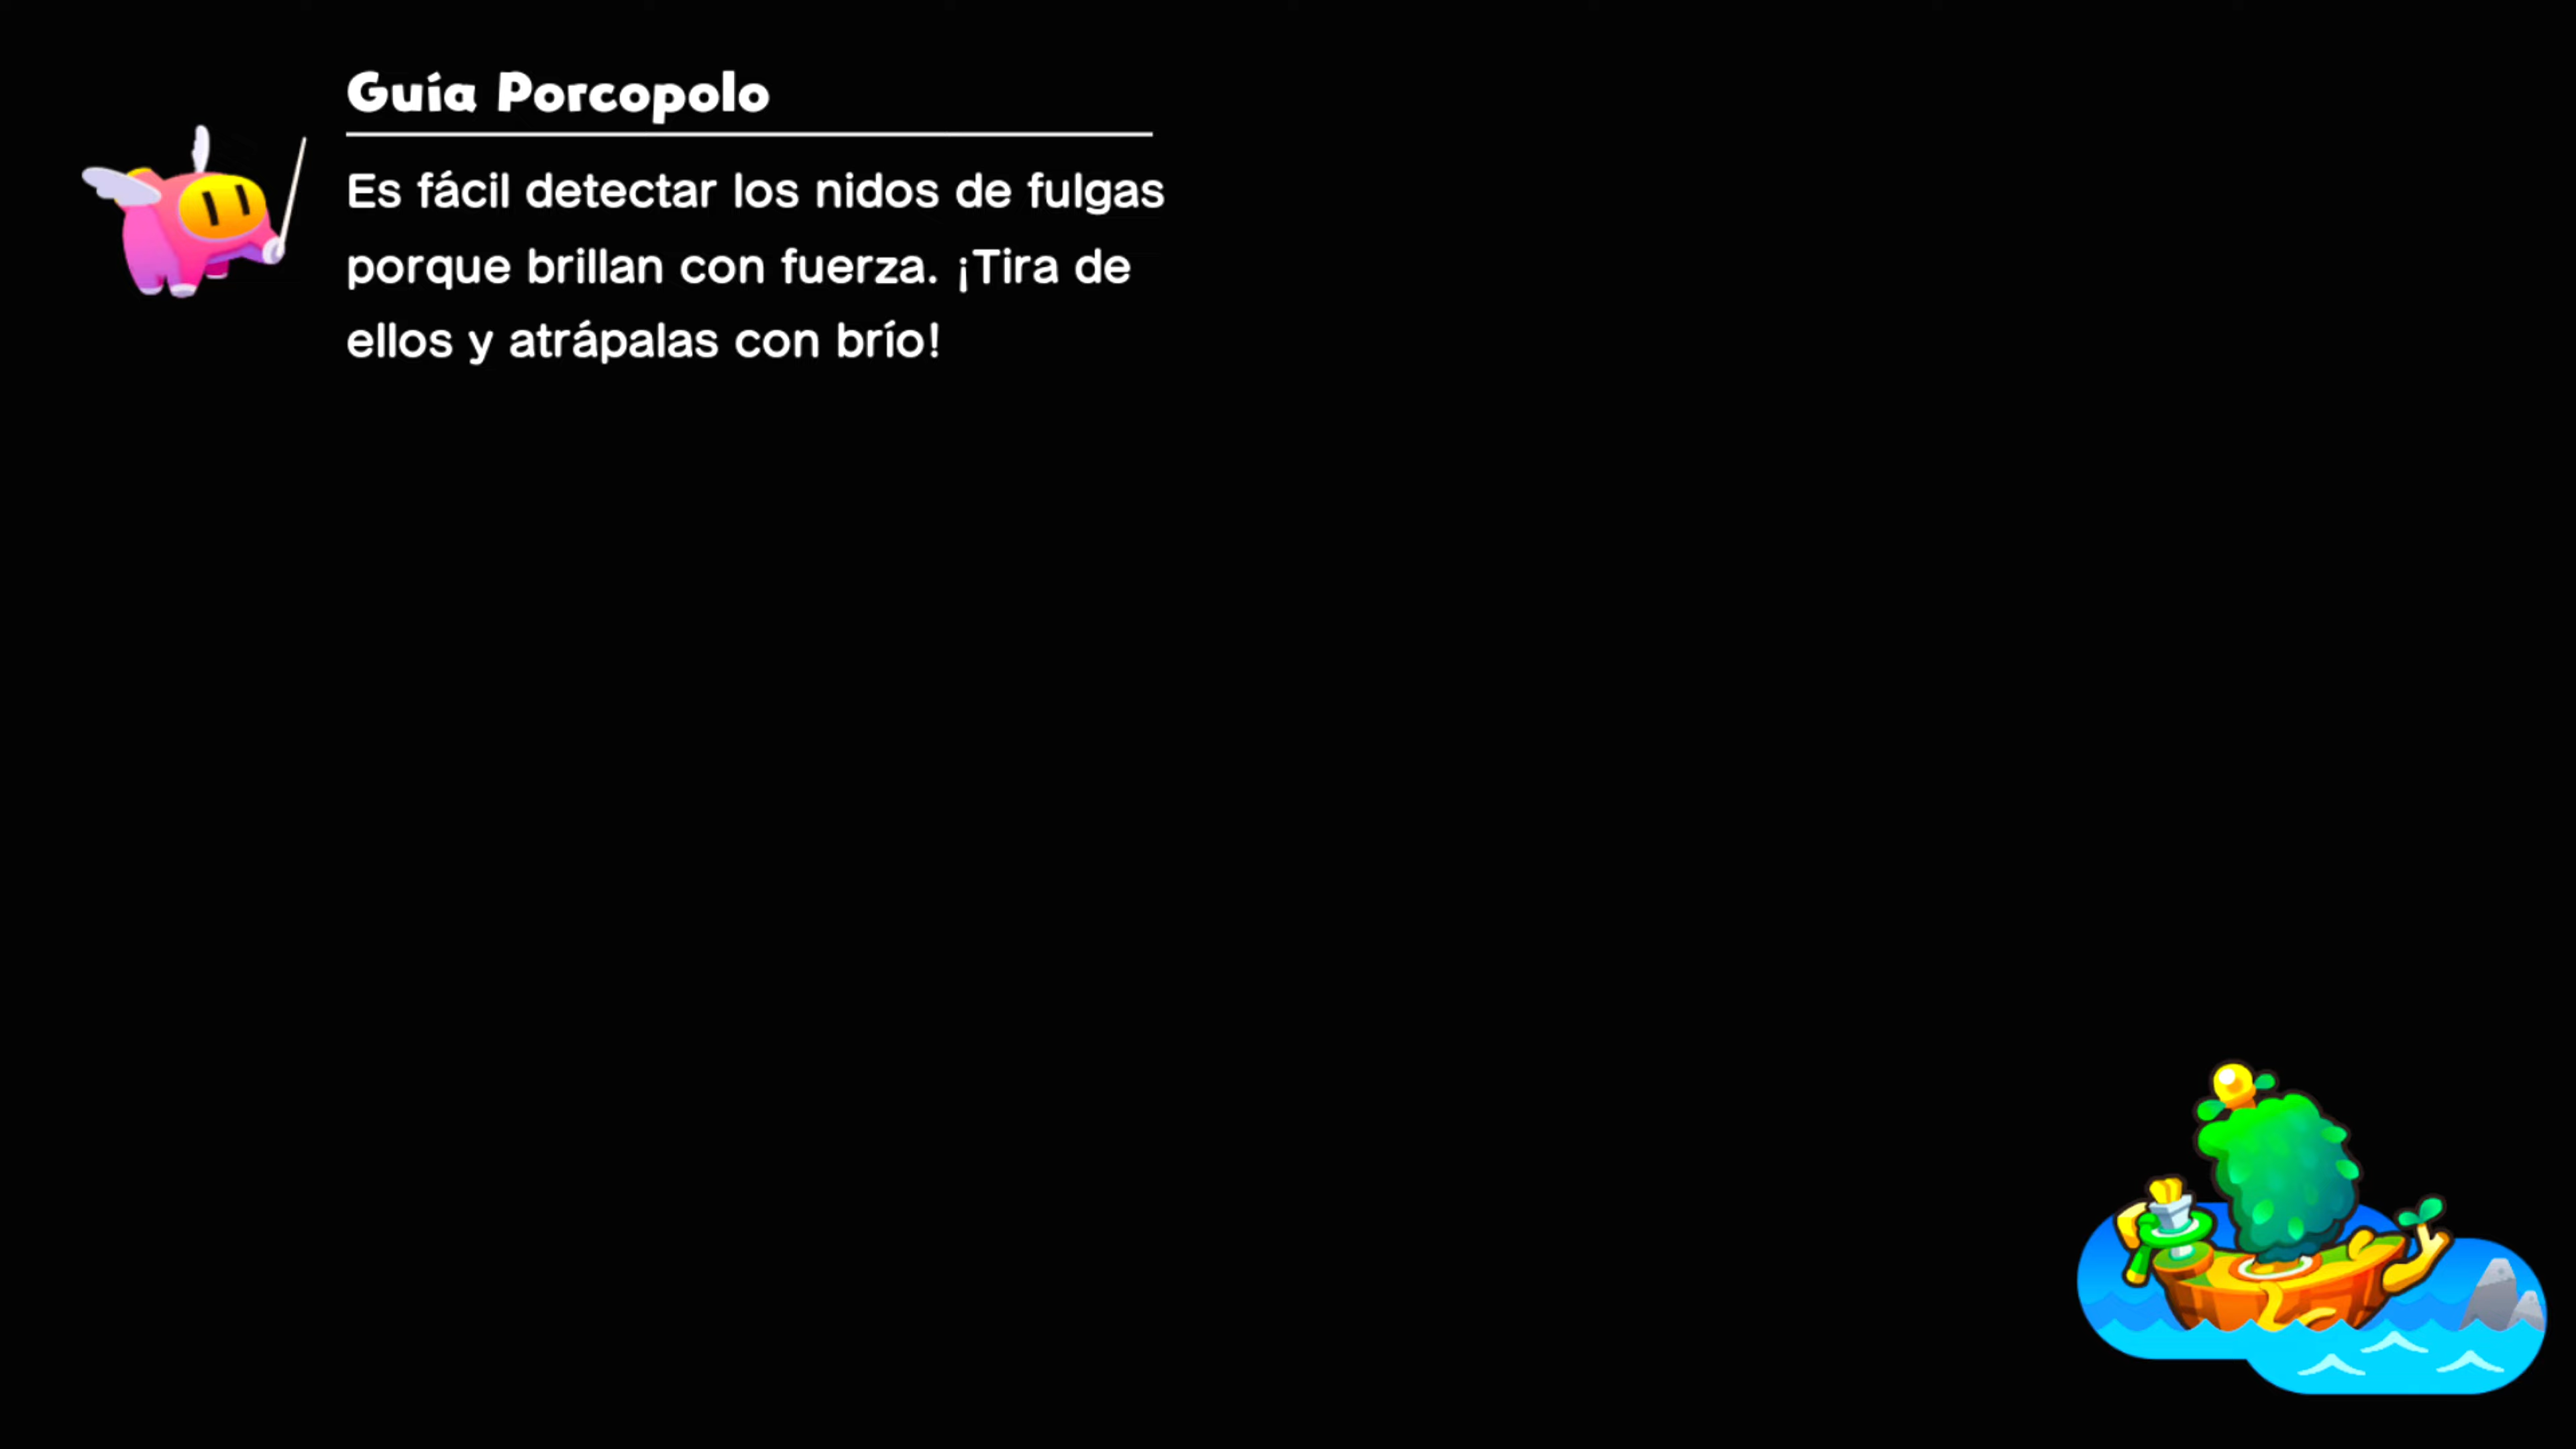 Guía Porcopolo
Es fácil detectar los nidos de fulgas
porque brillan con fuerza. ¡Tira de
ellos y atrápalas con brío!